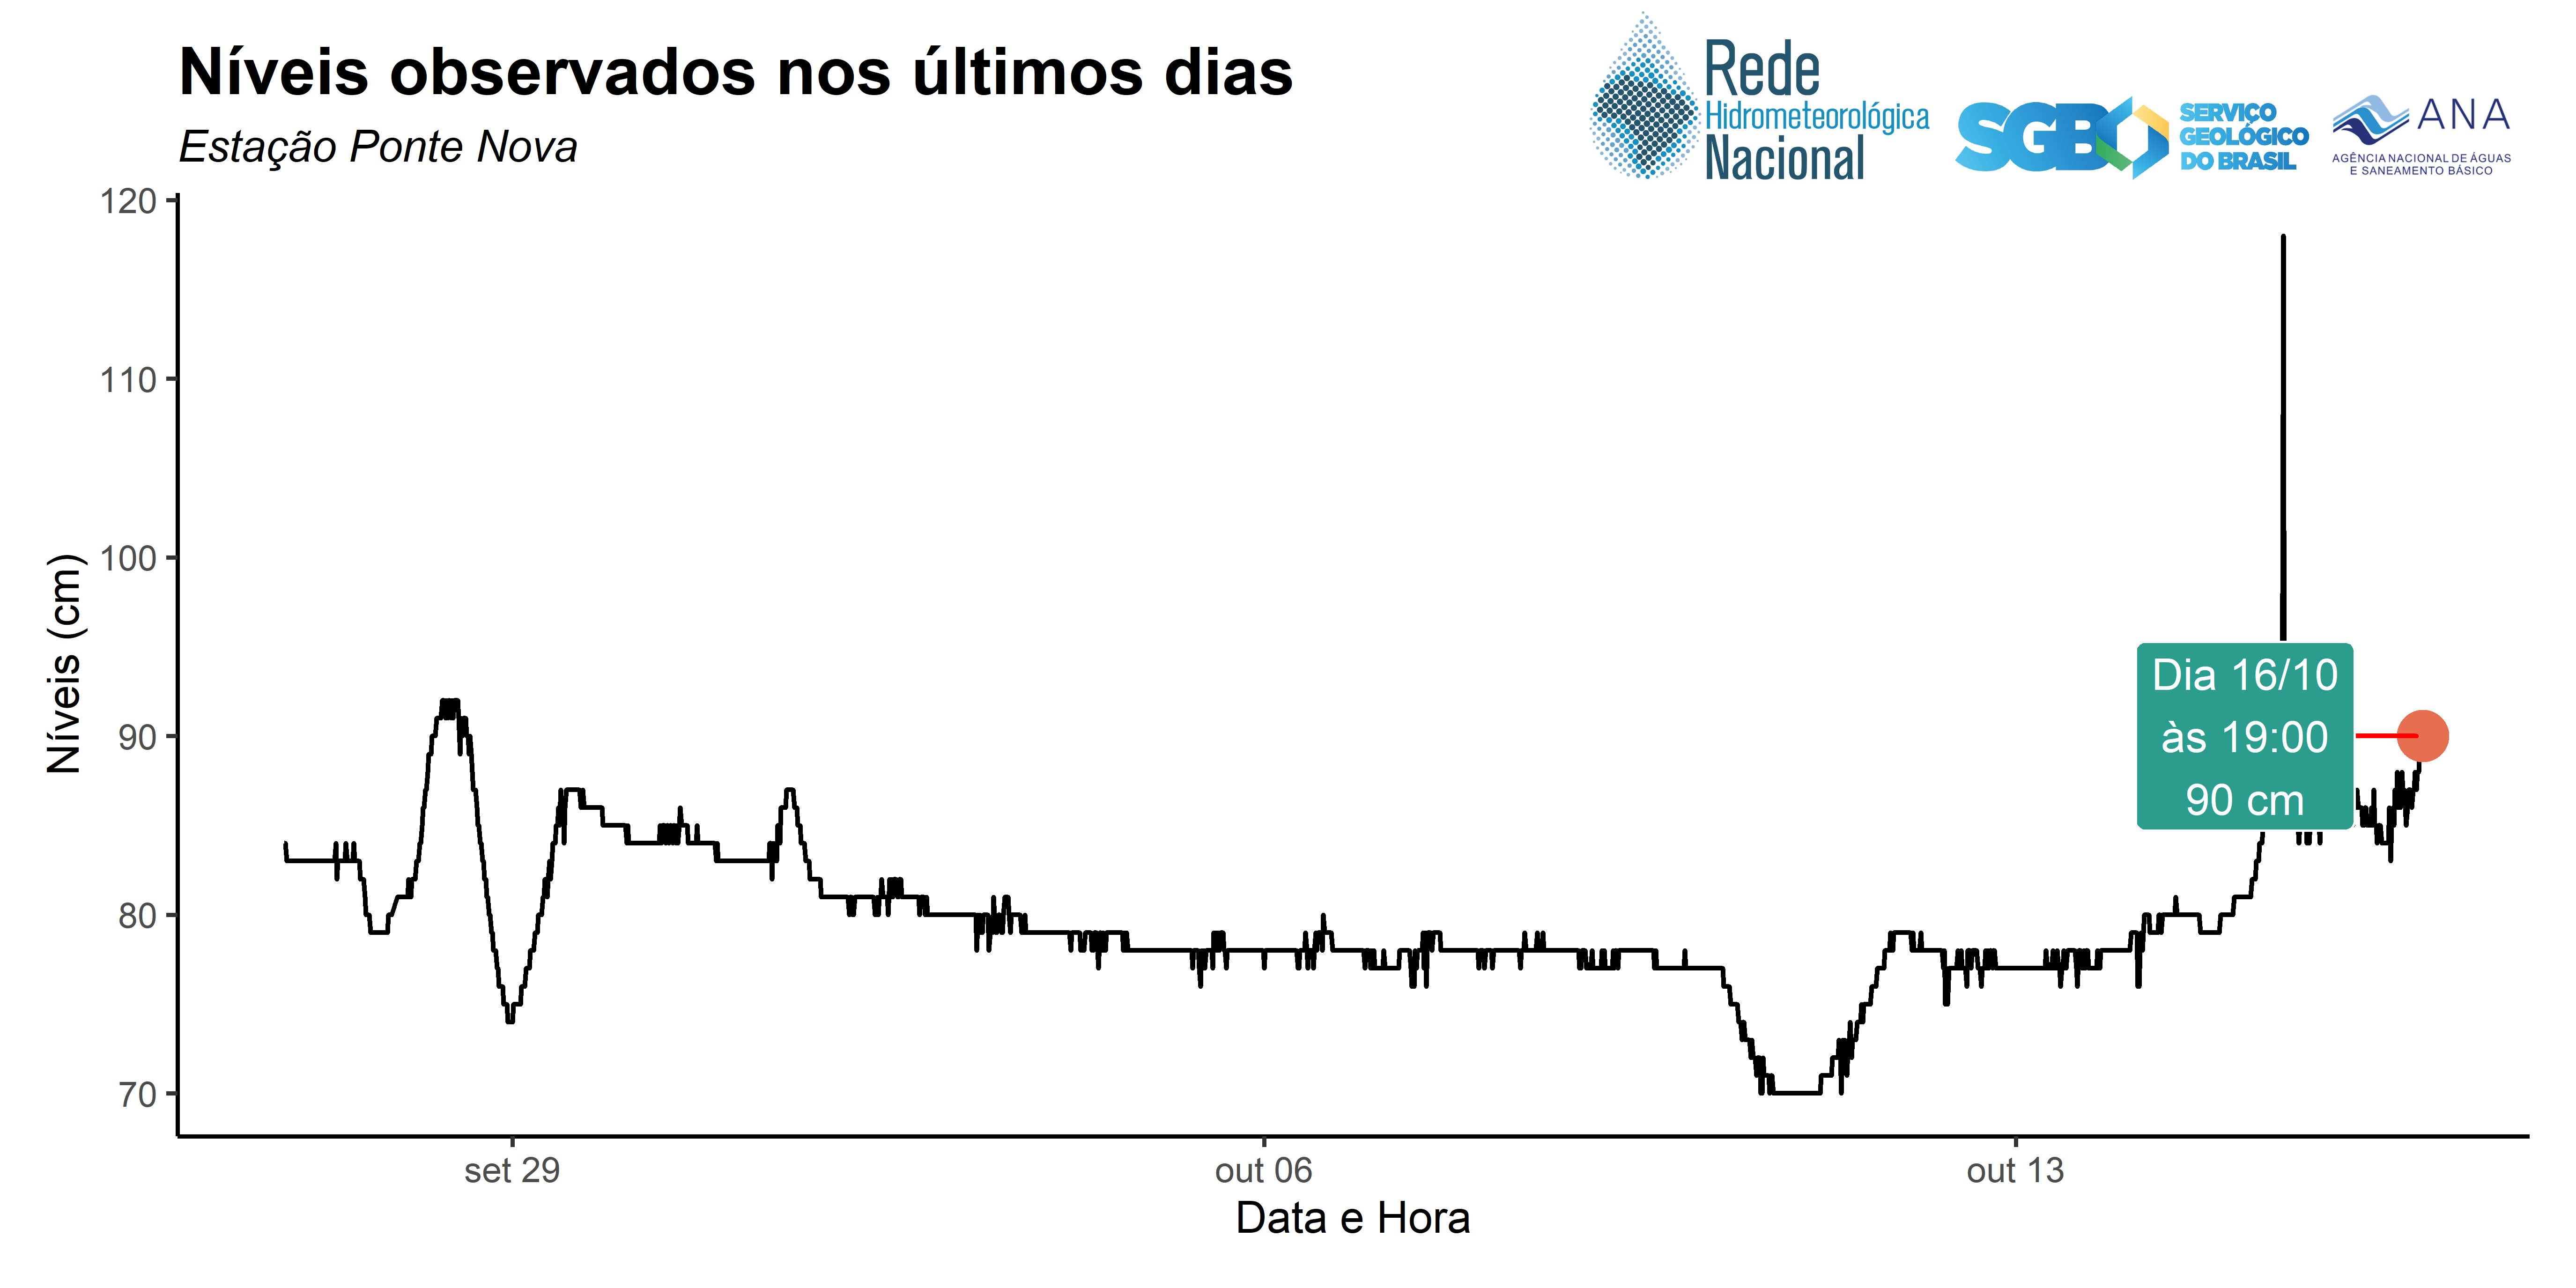 Níveis observados nos últimos dias
Estação Ponte Nova
Rede
Hidrometeorológica
Nacional
SGB
SERVIÇO
GEOLÓGICO
DO BRASIL
ANA
AGÊNCIA NACIONAL DE ÁGUAS
E SANEAMENTO BÁSICO
120
110
100
90
80
70
Níveis (cm)
Dia 16/10
às 19:00
90 cm
set 29
out 06
out 13
Data e Hora